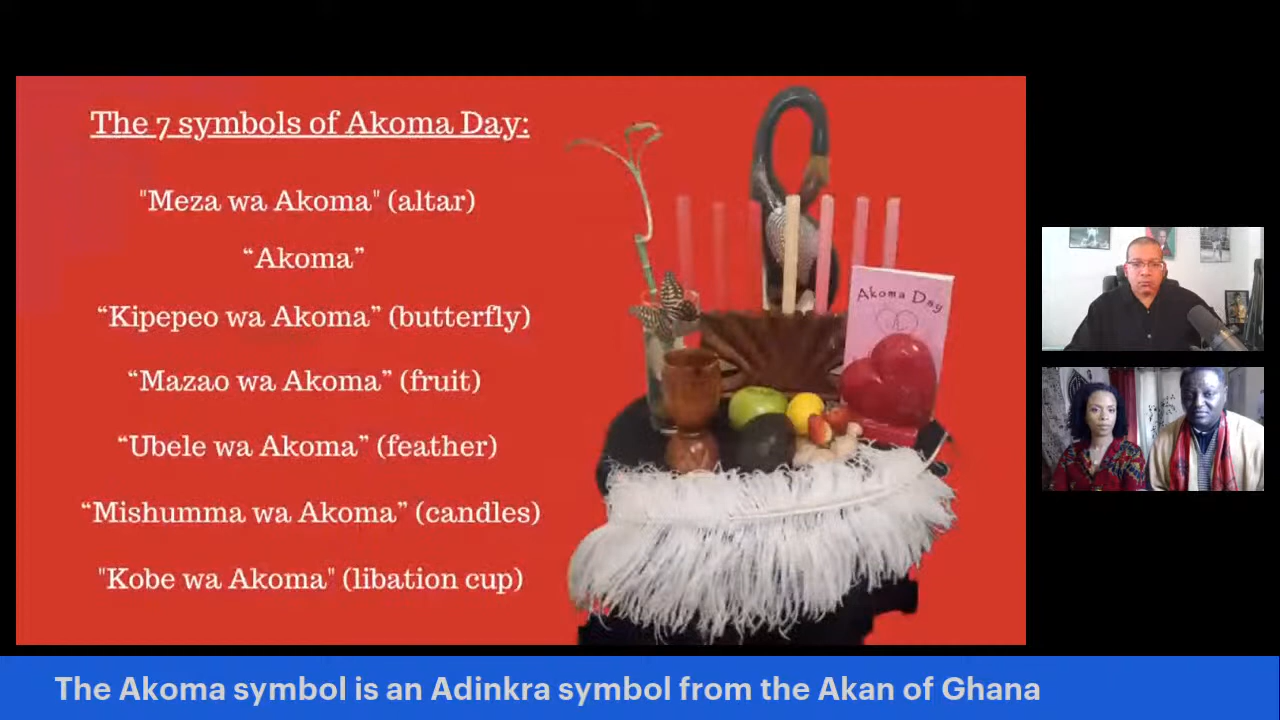 The 7 symbols of Akoma Day:
"Meza wa Akoma" (altar)
“Akoma”
“Kipepeo wa Akoma” (butterfly)
“Mazao wa Akoma” (fruit)
“Ubele wa Akoma” (feather)
“Mishumma wa Akoma” (candles)
"Kobe wa Akoma" (libation cup)
Akoma Day
The Akoma symbol is an Adinkra symbol from the Akan of Ghana